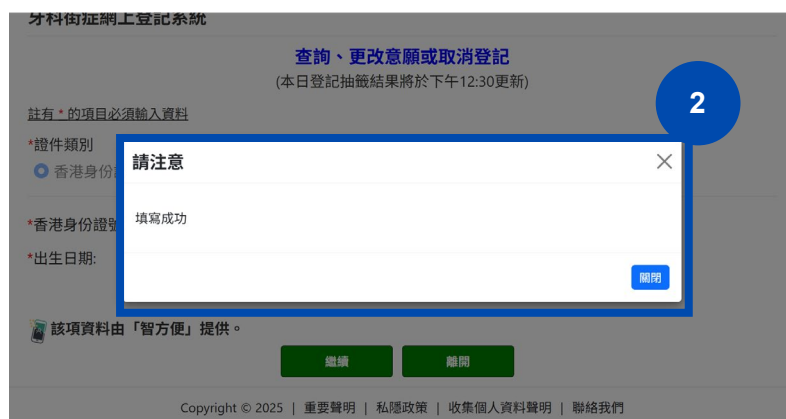 牙科街症網上登記系統
查詢、更改意願或取消登記
(本日登記抽籤結果將於下午12:30更新)
2
註有 * 的項目必須輸入資料
*證件類別
請注意
香港身份
填寫成功
*香港身份證號
*出生日期:
關閉
該項資料由「智方便」提供。
繼續
離開
Copyright © 2025 | 重要聲明 | 私隱政策 | 收集個人資料聲明 | 聯絡我們